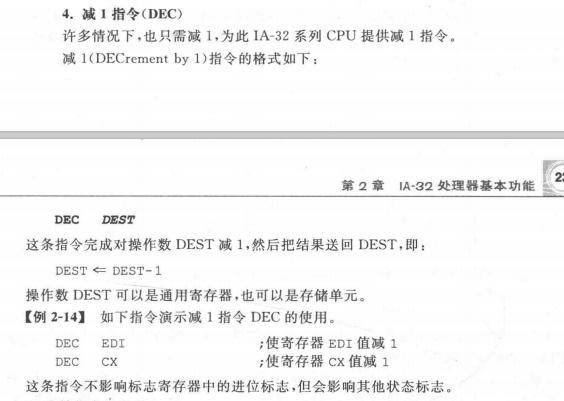 4. 减 1 指令(DEC)
许多情况下,也只需减 1,为此 IA-32 系列 CPU 提供减 1 指令。
减 1(DECrement by 1)指令的格式如下:
第 2 章 IA-32 处理器基本功能
DEC DEST
这条指令完成对操作数 DEST 减 1,然后把结果送回 DEST,即:
DEST ⇐ DEST-1
操作数 DEST 可以是通用寄存器,也可以是存储单元。
【例 2-14】 如下指令演示减 1 指令 DEC 的使用。
DEC EDI ;使寄存器 EDI 值减 1
DEC CX ;使寄存器 CX 值减 1
这条指令不影响标志寄存器中的进位标志,但会影响其他状态标志。